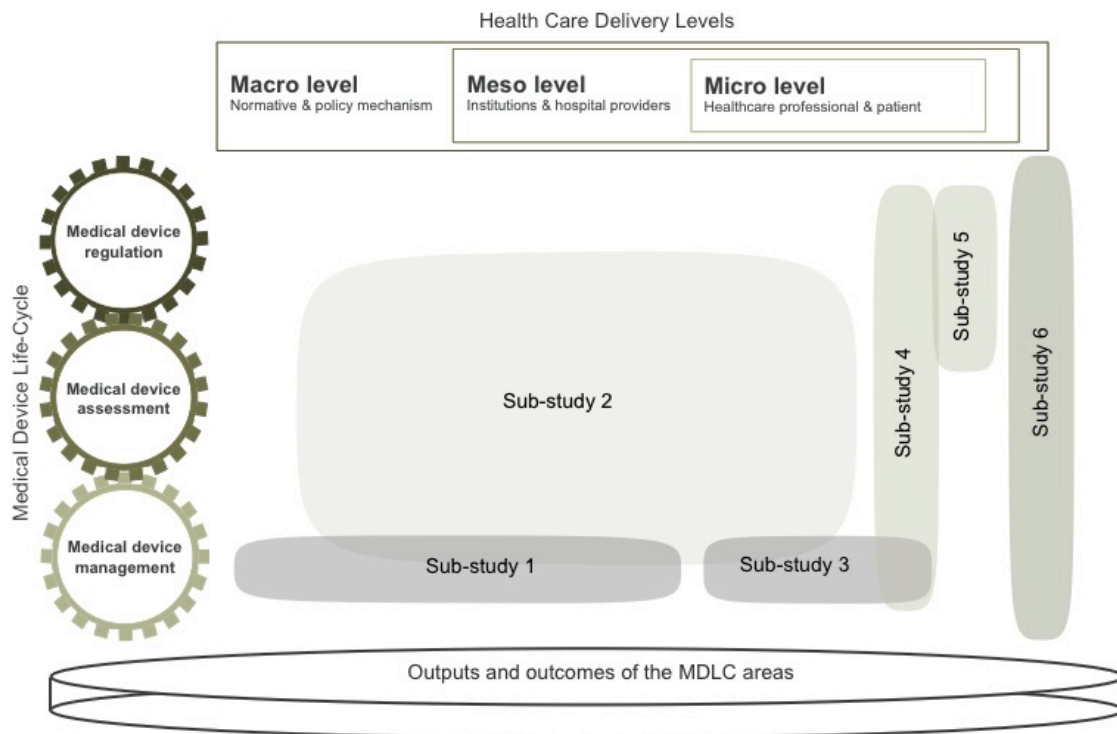 Health Care Delivery Levels
Macro level
Normative & policy mechanism
Meso level
Institutions & hospital providers
Micro level
Healthcare professional & patient
Medical Device Life-Cycle
Medical device
regulation
Medical device
assessment
Medical device
management
Sub-study 2
Sub-study 1
Sub-study 3
Sub-study 4
Sub-study 5
Sub-study 6
Outputs and outcomes of the MDLC areas